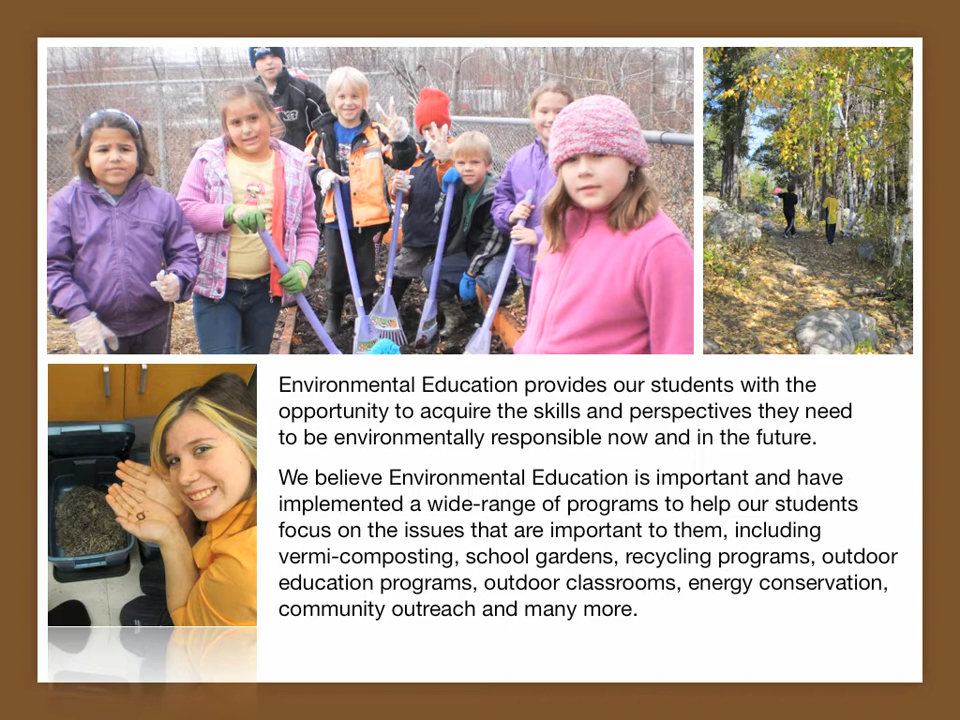 Environmental Education provides our students with the
opportunity to acquire the skills and perspectives they need
to be environmentally responsible now and in the future.
We believe Environmental Education is important and have
implemented a wide-range of programs to help our students
focus on the issues that are important to them, including
vermi-composting, school gardens, recycling programs, outdoor
education programs, outdoor classrooms, energy conservation,
community outreach and many more.